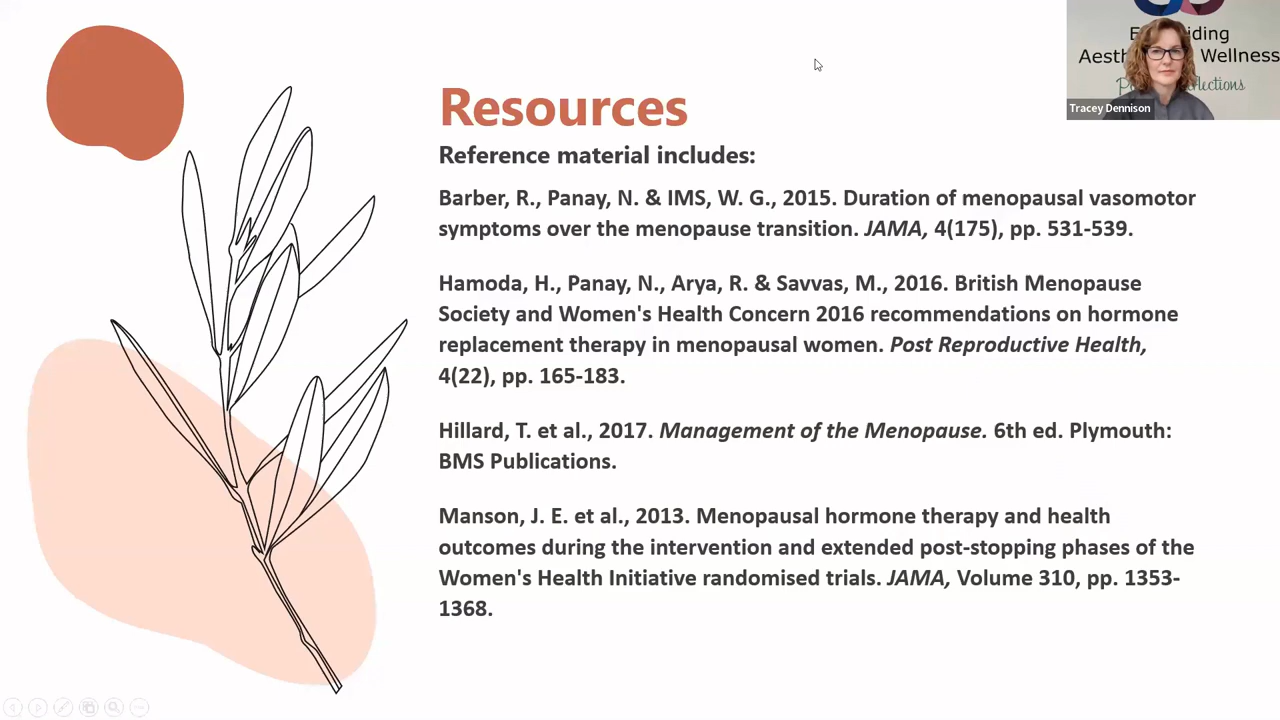 Resources
Reference material includes:
Barber, R., Panay, N. & IMS, W. G., 2015. Duration of menopausal vasomotor
symptoms over the menopause transition. JAMA, 4(175), pp. 531-539.
Hamoda, H., Panay, N., Arya, R. & Savvas, M., 2016. British Menopause
Society and Women's Health Concern 2016 recommendations on hormone
replacement therapy in menopausal women. Post Reproductive Health,
4(22), pp. 165-183.
Hillard, T. et al., 2017. Management of the Menopause. 6th ed. Plymouth:
BMS Publications.
Manson, J. E. et al., 2013. Menopausal hormone therapy and health
outcomes during the intervention and extended post-stopping phases of the
Women's Health Initiative randomised trials. JAMA, Volume 310, pp. 1353-
1368.
Wellness
Tracey Dennison